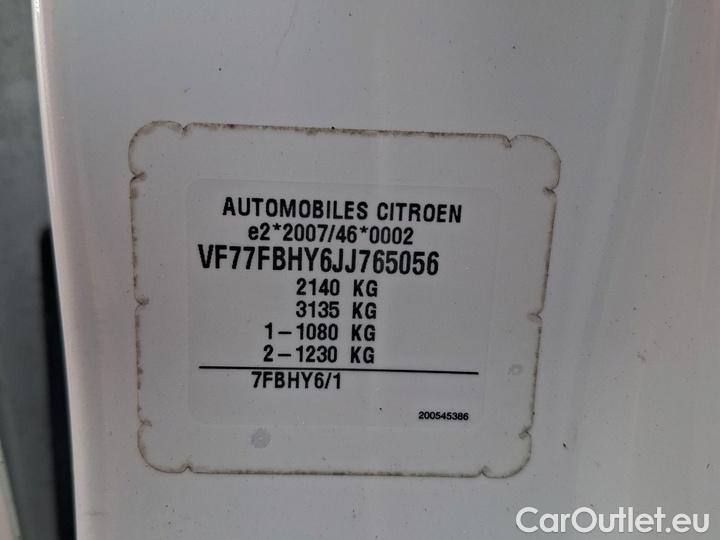 AUTOMOBILES CITROEN
e2*2007/46*0002
VF77FBHY6JJ765056
2140 KG
3135 KG
1-1080 KG
2-1230 KG
7FBHY6/1
200545386
CarOutlet.eu